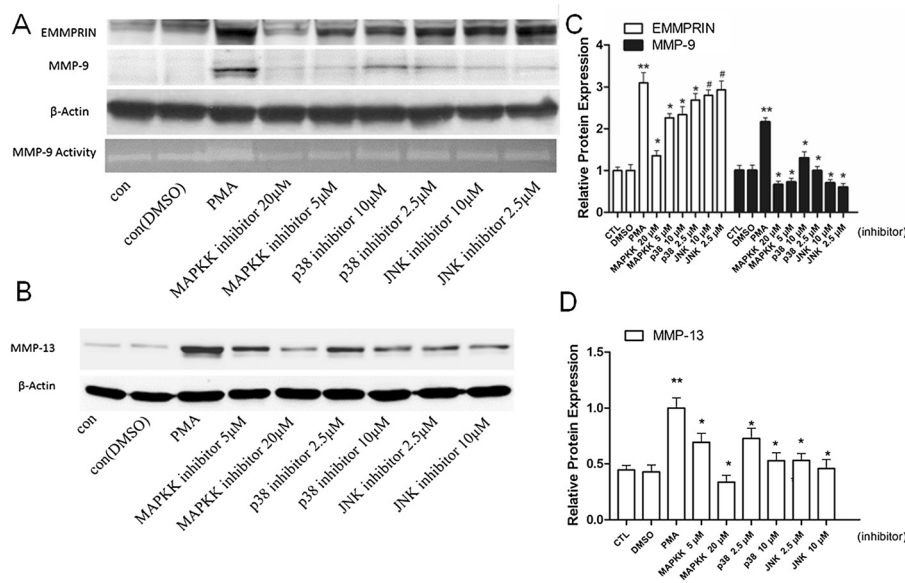 A
EMMPRIN
MMP-9
β-Actin
MMP-9 Activity
con
con(DMSO)
PMA
MAPKK inhibitor 20μM
MAPKK inhibitor 5μM
p38 inhibitor 10μM
p38 inhibitor 2.5μM
JNK inhibitor 10μM
JNK inhibitor 2.5μM
B
MMP-13
β-Actin
con
con(DMSO)
PMA
MAPKK inhibitor 5μM
MAPKK inhibitor 20μM
p38 inhibitor 2.5μM
p38 inhibitor 10μM
JNK inhibitor 2.5μM
JNK inhibitor 10μM
C
EMMPRIN
MMP-9
Relative Protein Expression
4
3
2
1
0
** * * * * * # #
** * * * * * *
CTL
DMSO
PMA
MAPKK 20 μM
MAPKK 5 μM
p38 10 μM
p38 2.5 μM
JNK 10 μM
JNK 2.5 μM
CTL
DMSO
PMA
MAPKK 20 μM
MAPKK 5 μM
p38 10 μM
p38 2.5 μM
JNK 10 μM
JNK 2.5 μM
(inhibitor)
D
MMP-13
Relative Protein Expression
1.5
1.0
0.5
0.0
** * * * * * *
CTL
DMSO
PMA
MAPKK 5 μM
MAPKK 20 μM
p38 2.5 μM
p38 10 μM
JNK 2.5 μM
JNK 10 μM
(inhibitor)